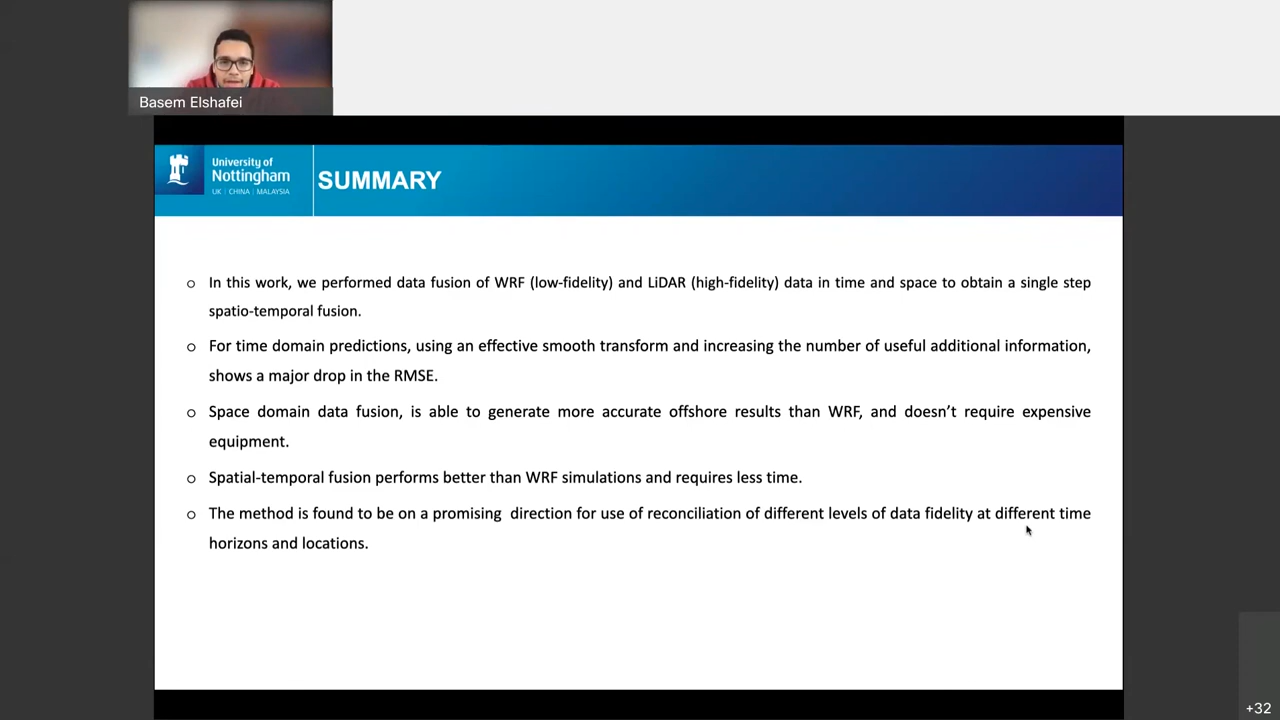 Basem Elshafei
University of
Nottingham
UK | CHINA | MALAYSIA
SUMMARY
o In this work, we performed data fusion of WRF (low-fidelity) and LiDAR (high-fidelity) data in time and space to obtain a single step
spatio-temporal fusion.
o For time domain predictions, using an effective smooth transform and increasing the number of useful additional information,
shows a major drop in the RMSE.
o Space domain data fusion, is able to generate more accurate offshore results than WRF, and doesn't require expensive
equipment.
o Spatial-temporal fusion performs better than WRF simulations and requires less time.
o The method is found to be on a promising direction for use of reconciliation of different levels of data fidelity at different time
horizons and locations.
+32